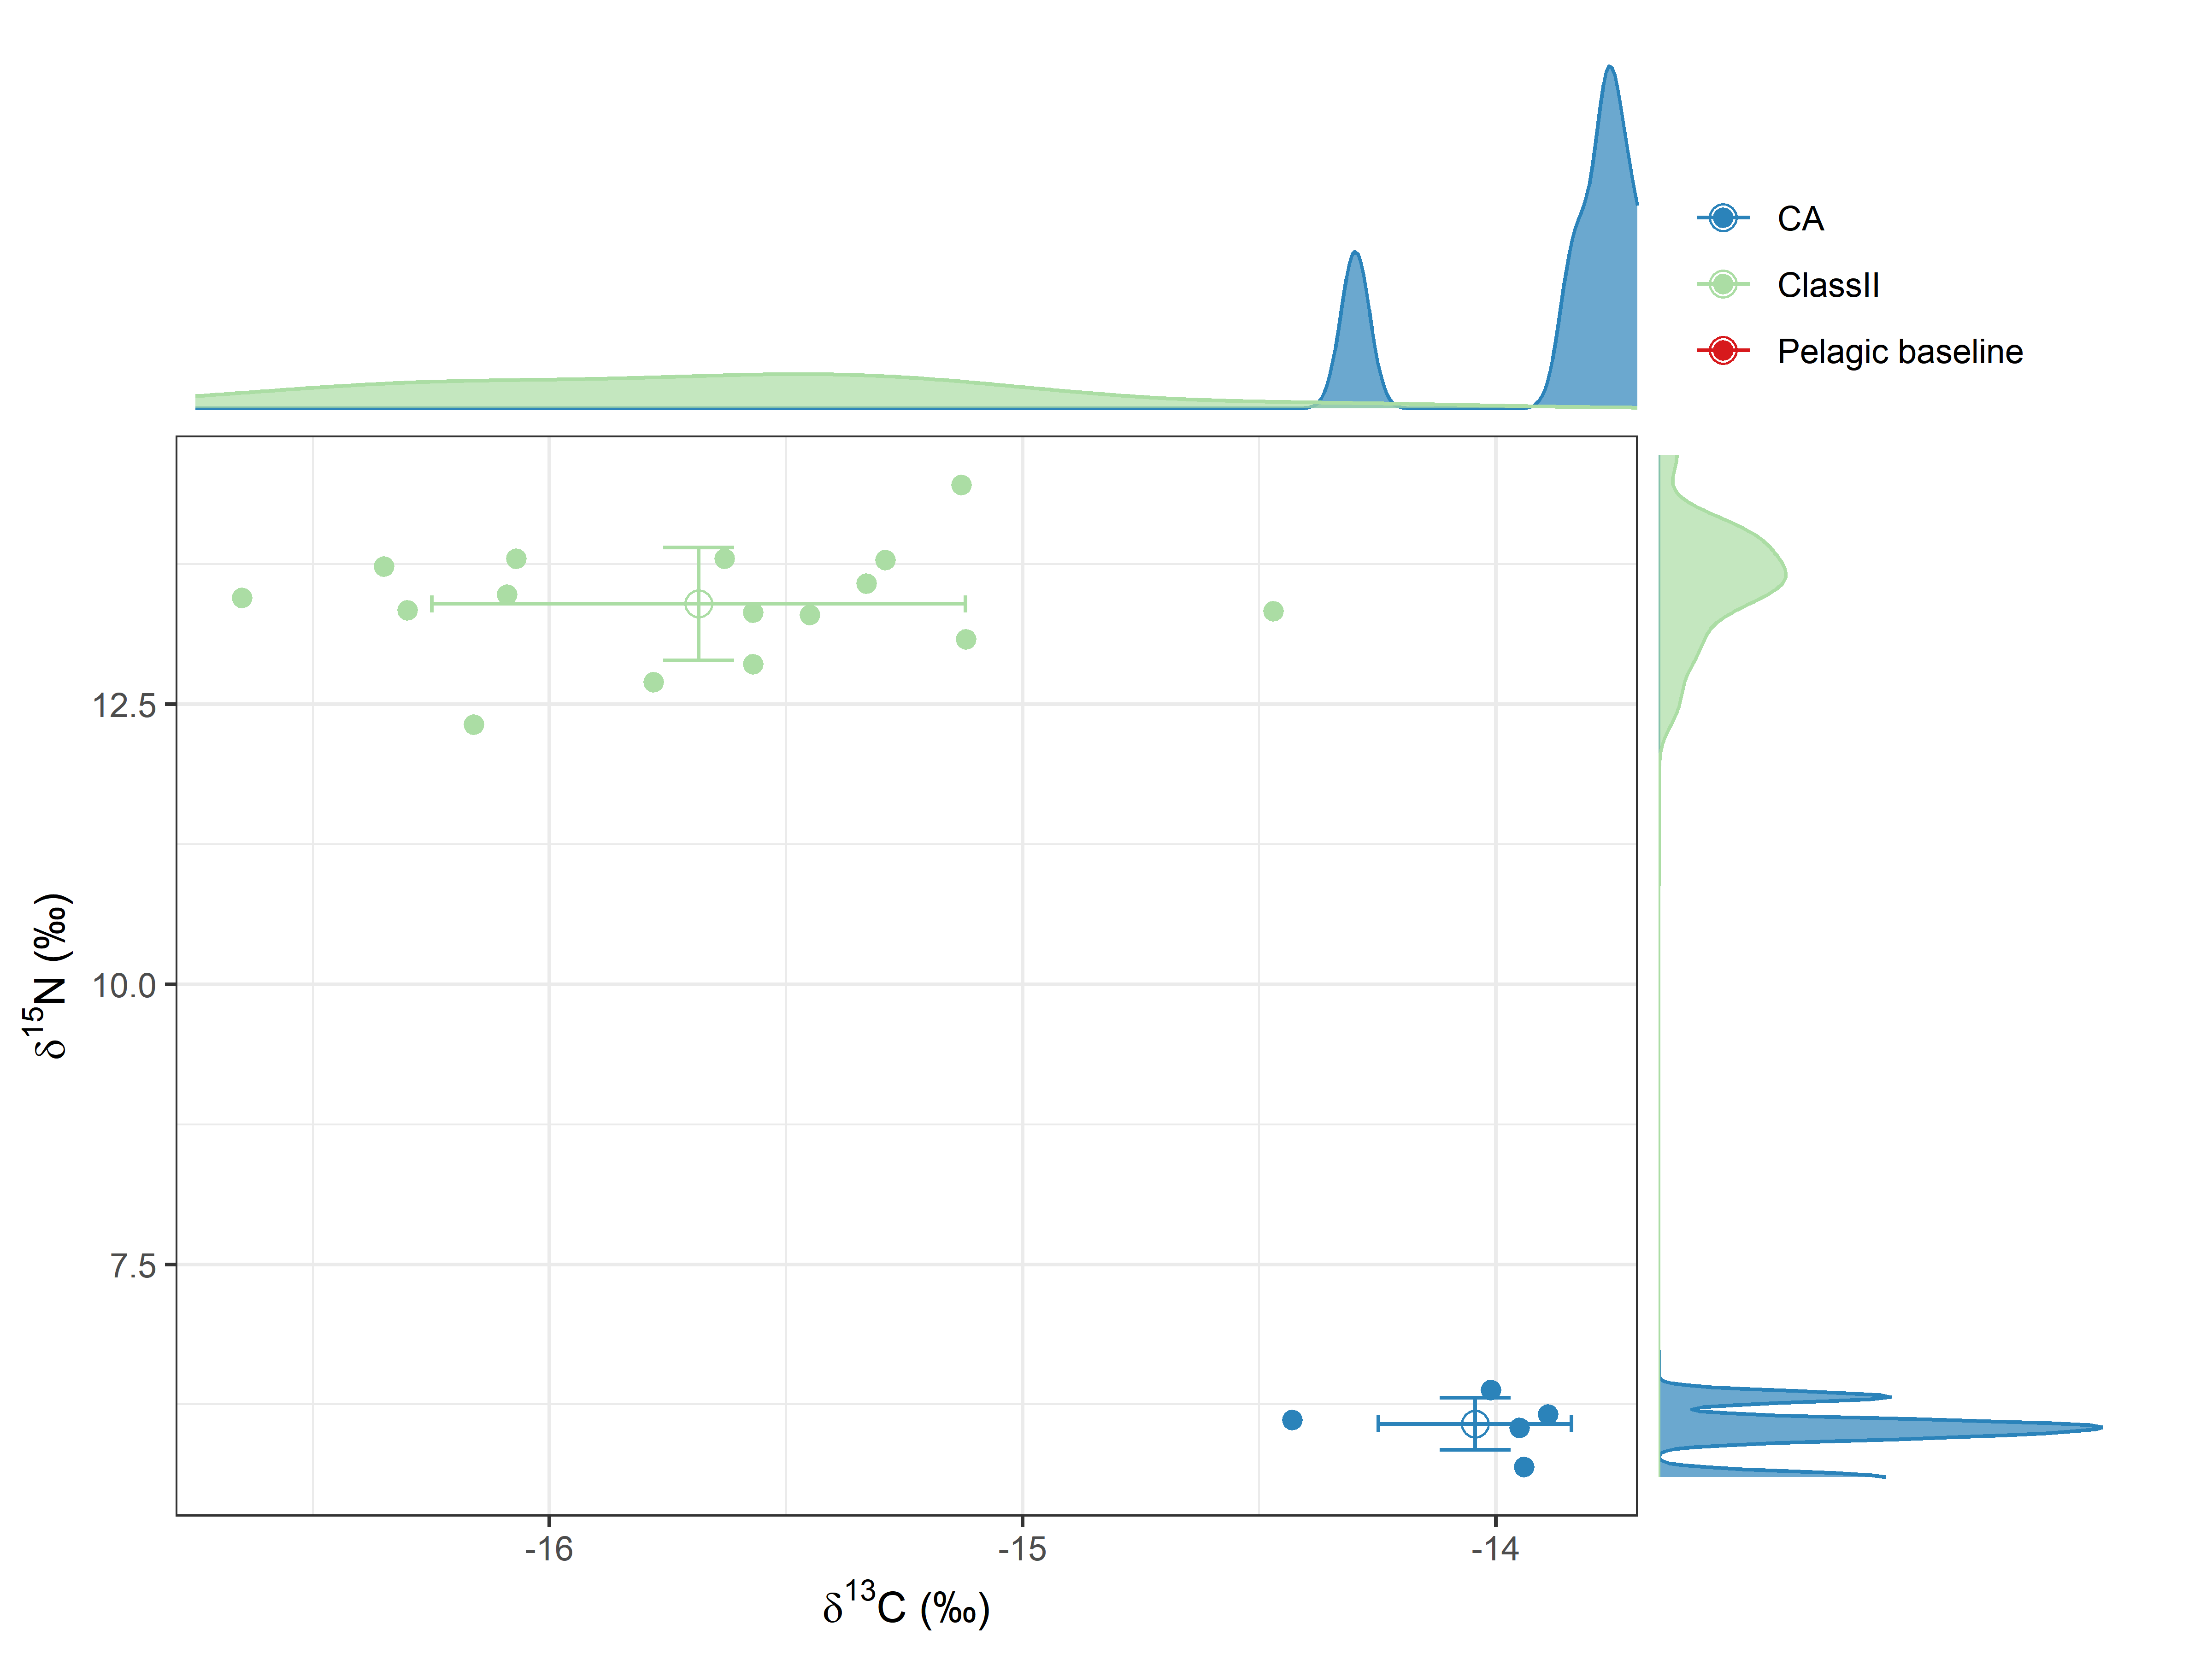 CA
ClassII
Pelagic baseline
12.5
10.0
7.5
δ15N (‰)
-16
-15
-14
δ13C (‰)